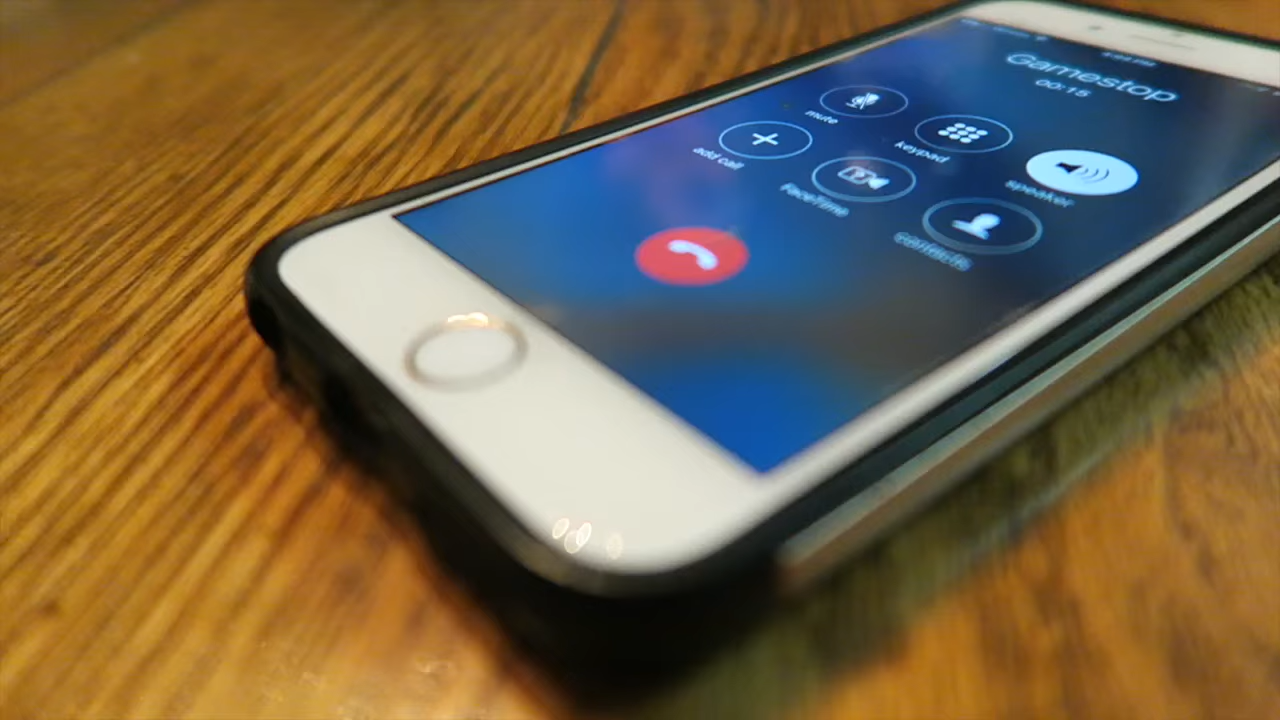 Gamestop
00:15
mute
keypad
speaker
add call
FaceTime
contacts